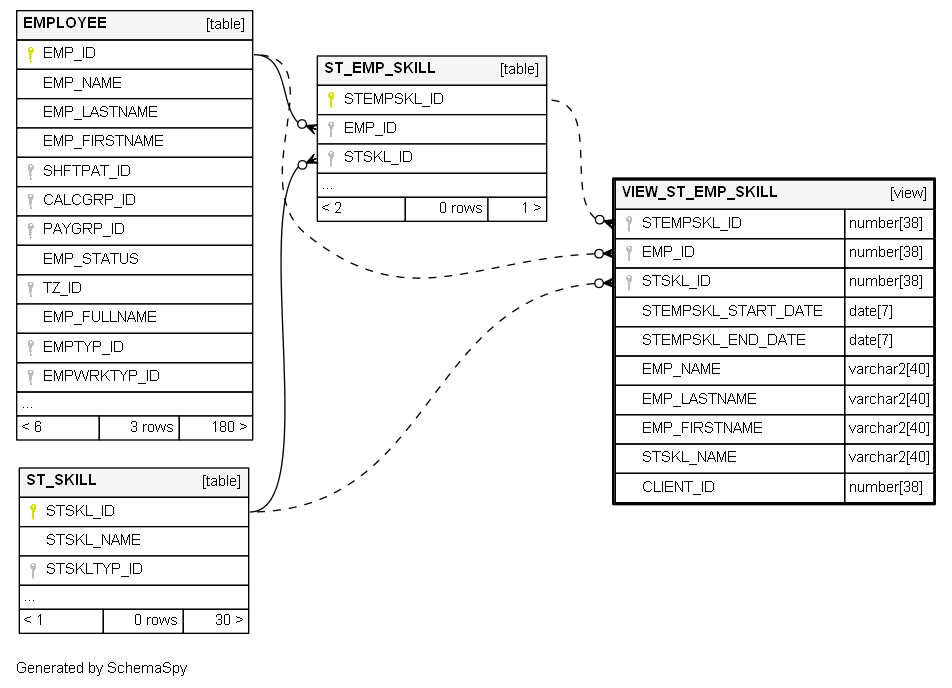 EMPLOYEE [table]
EMP_ID
EMP_NAME
EMP_LASTNAME
EMP_FIRSTNAME
SHFTPAT_ID
CALCGRP_ID
PAYGRP_ID
EMP_STATUS
TZ_ID
EMP_FULLNAME
EMPTYP_ID
EMPWRKTYP_ID
...
< 6 3 rows 180 >
ST_EMP_SKILL [table]
STEMPSKL_ID
EMP_ID
STSKL_ID
...
< 2 0 rows 1 >
VIEW_ST_EMP_SKILL [view]
STEMPSKL_ID number[38]
EMP_ID number[38]
STSKL_ID number[38]
STEMPSKL_START_DATE date[7]
STEMPSKL_END_DATE date[7]
EMP_NAME varchar2[40]
EMP_LASTNAME varchar2[40]
EMP_FIRSTNAME varchar2[40]
STSKL_NAME varchar2[40]
CLIENT_ID number[38]
ST_SKILL [table]
STSKL_ID
STSKL_NAME
STSKLTYP_ID
...
< 1 0 rows 30 >
Generated by SchemaSpy